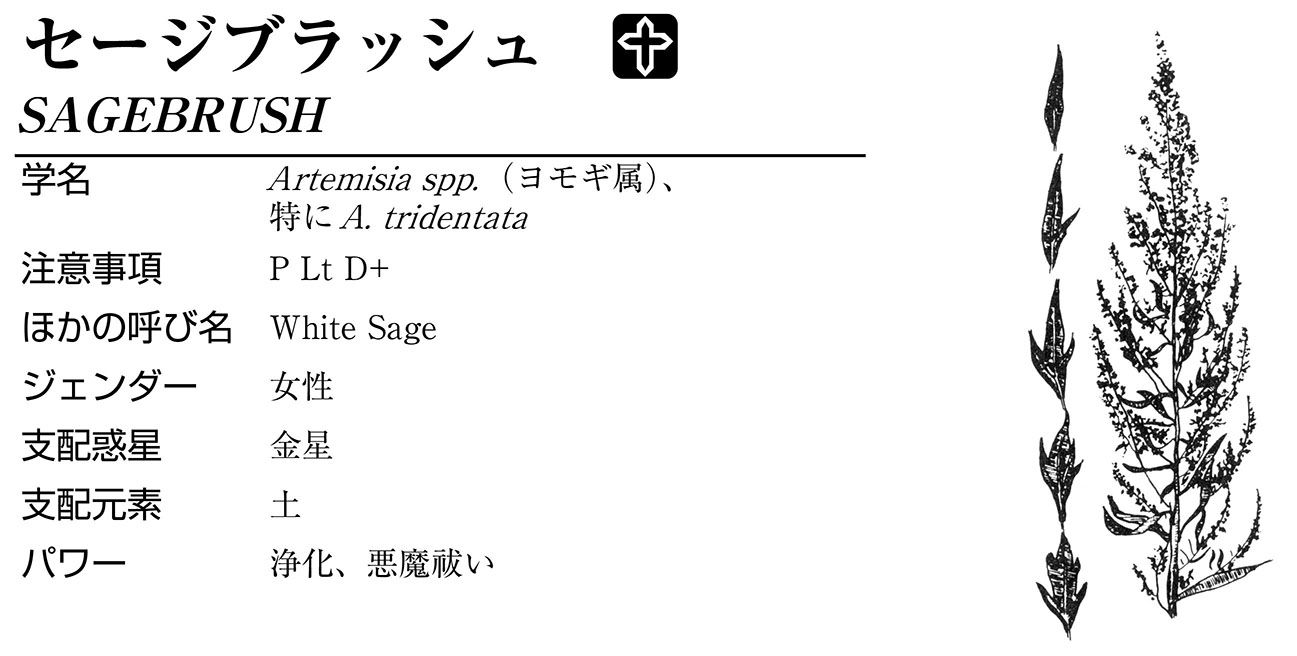 セージブラッシュ
SAGEBRUSH
学名 Artemisia spp.（ヨモギ属）、
特に A. tridentata
注意事項 P Lt D+
ほかの呼び名 White Sage
ジェンダー 女性
支配惑星 金星
支配元素 土
パワー 浄化、悪魔祓い